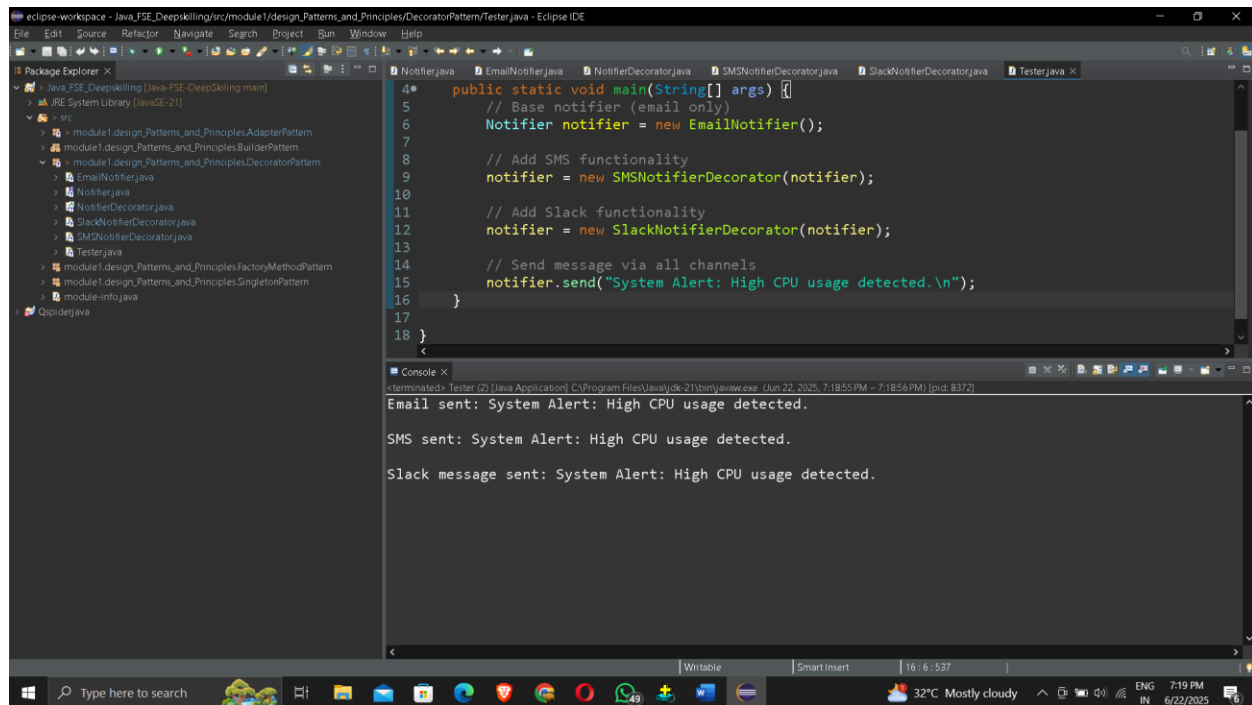 eclipse-workspace - Java_FSE_Deepskilling/src/module1/design_Patterns_and_Principles/DecoratorPattern/Tester.java - Eclipse IDE
File Edit Source Refactor Navigate Search Project Run Window Help
Package Explorer
Java_FSE_Deepskilling [Java-FSE-DeepSkilling main]
JRE System Library [JavaSE-21]
> src
> module1.design_Patterns_and_Principles.AdapterPattern
module1.design_Patterns_and_Principles.BuilderPattern
> module1.design_Patterns_and_Principles.DecoratorPattern
EmailNotifier.java
Notifier.java
NotifierDecorator.java
SlackNotifierDecorator.java
SMSNotifierDecorator.java
Tester.java
module1.design_Patterns_and_Principles.FactoryMethodPattern
module1.design_Patterns_and_Principles.SingletonPattern
module-info.java
Qspiderjava
Notifier.java EmailNotifier.java NotifierDecorator.java SMSNotifierDecorator.java SlackNotifierDecorator.java Tester.java
4 public static void main(String[] args) {
5 // Base notifier (email only)
6 Notifier notifier = new EmailNotifier();
7
8 // Add SMS functionality
9 notifier = new SMSNotifierDecorator(notifier);
10
11 // Add Slack functionality
12 notifier = new SlackNotifierDecorator(notifier);
13
14 // Send message via all channels
15 notifier.send("System Alert: High CPU usage detected.\n");
16 }
17
18 }
Console
<terminated> Tester (2) [Java Application] C:\Program Files\Java\jdk-21\bin\javaw.exe (Jun 22, 2025, 7:18:55 PM – 7:18:56 PM) [pid: 8372]
Email sent: System Alert: High CPU usage detected.
SMS sent: System Alert: High CPU usage detected.
Slack message sent: System Alert: High CPU usage detected.
Writable Smart Insert 16 : 6 : 537
Type here to search
49
32°C Mostly cloudy
ENG
IN
7:19 PM
6/22/2025
6